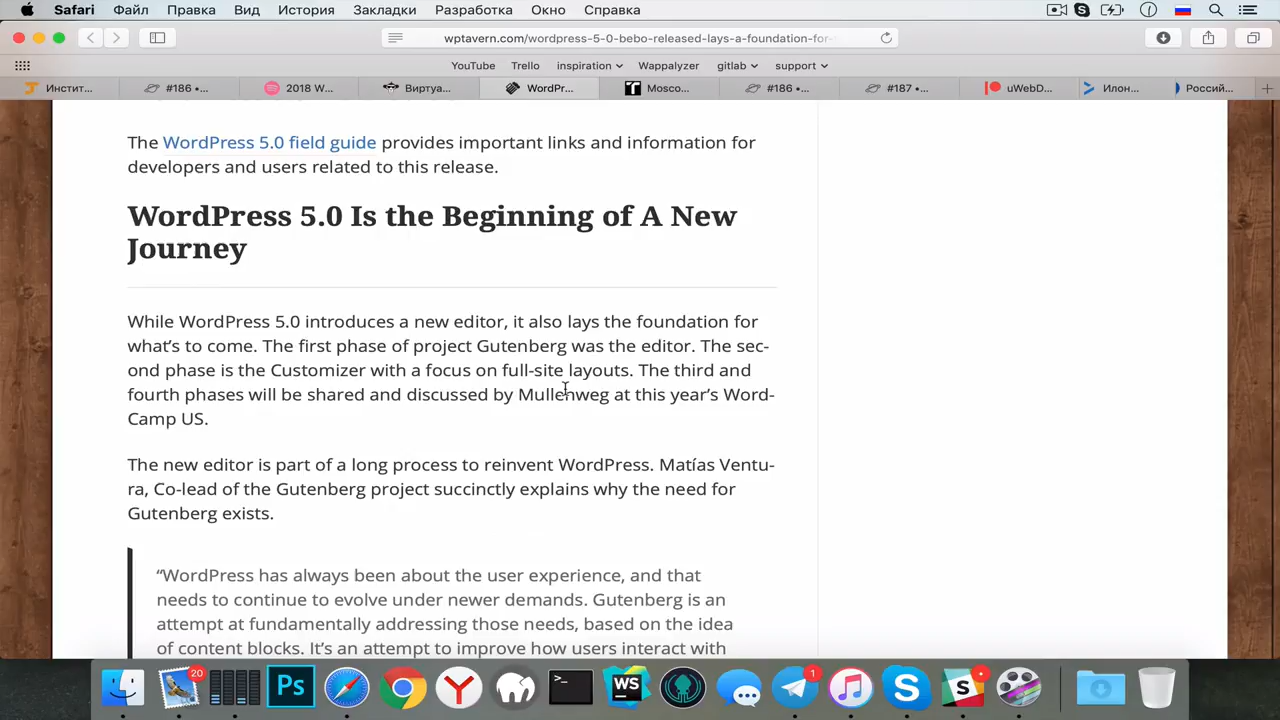 Safari Файл Правка Вид История Закладки Разработка Окно Справка
wptavern.com/wordpress-5-0-bebo-released-lays-a-foundation-for-
YouTube Trello inspiration Wappalyzer gitlab support
Инстит... #186 •... 2018 W... Виртуа... WordPr... Mosco... #186 •... #187 •... uWebD... Илон... Россий...
The WordPress 5.0 field guide provides important links and information for
developers and users related to this release.
WordPress 5.0 Is the Beginning of A New
Journey
While WordPress 5.0 introduces a new editor, it also lays the foundation for
what's to come. The first phase of project Gutenberg was the editor. The sec-
ond phase is the Customizer with a focus on full-site layouts. The third and
fourth phases will be shared and discussed by Mullenweg at this year's Word-
Camp US.
The new editor is part of a long process to reinvent WordPress. Matías Ventu-
ra, Co-lead of the Gutenberg project succinctly explains why the need for
Gutenberg exists.
“WordPress has always been about the user experience, and that
needs to continue to evolve under newer demands. Gutenberg is an
attempt at fundamentally addressing those needs, based on the idea
of content blocks. It's an attempt to improve how users interact with
20 Ps Y >_ WS 1 S S